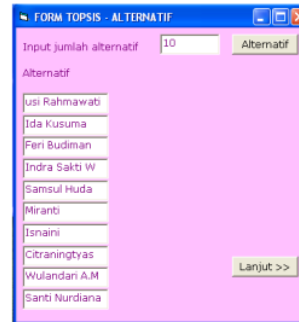 FORM TOPSIS - ALTERNATIF
Input jumlah alternatif 10 Alternatif
Alternatif
usi Rahmawati
Ida Kusuma
Feri Budiman
Indra Sakti W
Samsul Huda
Miranti
Isnaini
Citraningtyas
Wulandari A.M
Lanjut >>
Santi Nurdiana